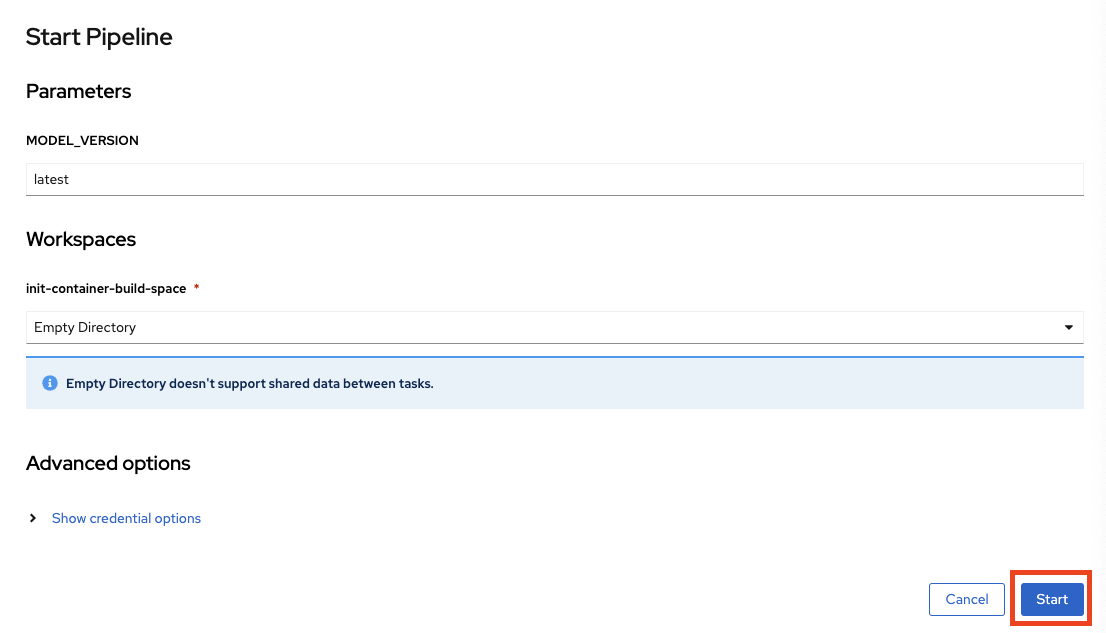 Start Pipeline
Parameters
MODEL_VERSION
latest
Workspaces
init-container-build-space *
Empty Directory
Empty Directory doesn't support shared data between tasks.
Advanced options
Show credential options
Cancel Start